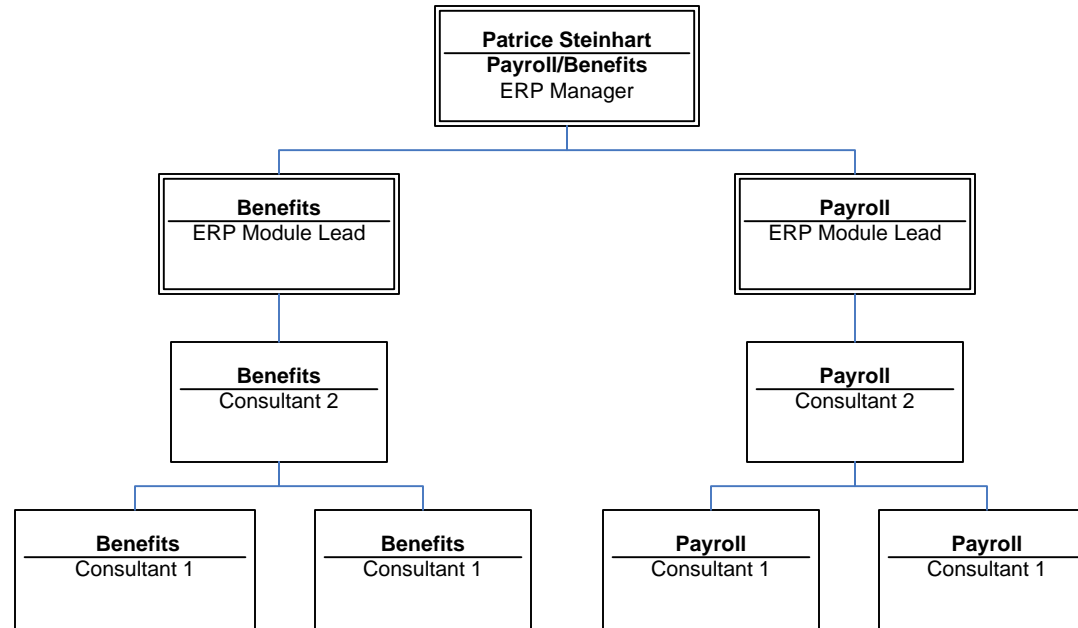 Patrice Steinhart
Payroll/Benefits
ERP Manager
Benefits
ERP Module Lead
Payroll
ERP Module Lead
Benefits
Consultant 2
Payroll
Consultant 2
Benefits
Consultant 1
Benefits
Consultant 1
Payroll
Consultant 1
Payroll
Consultant 1